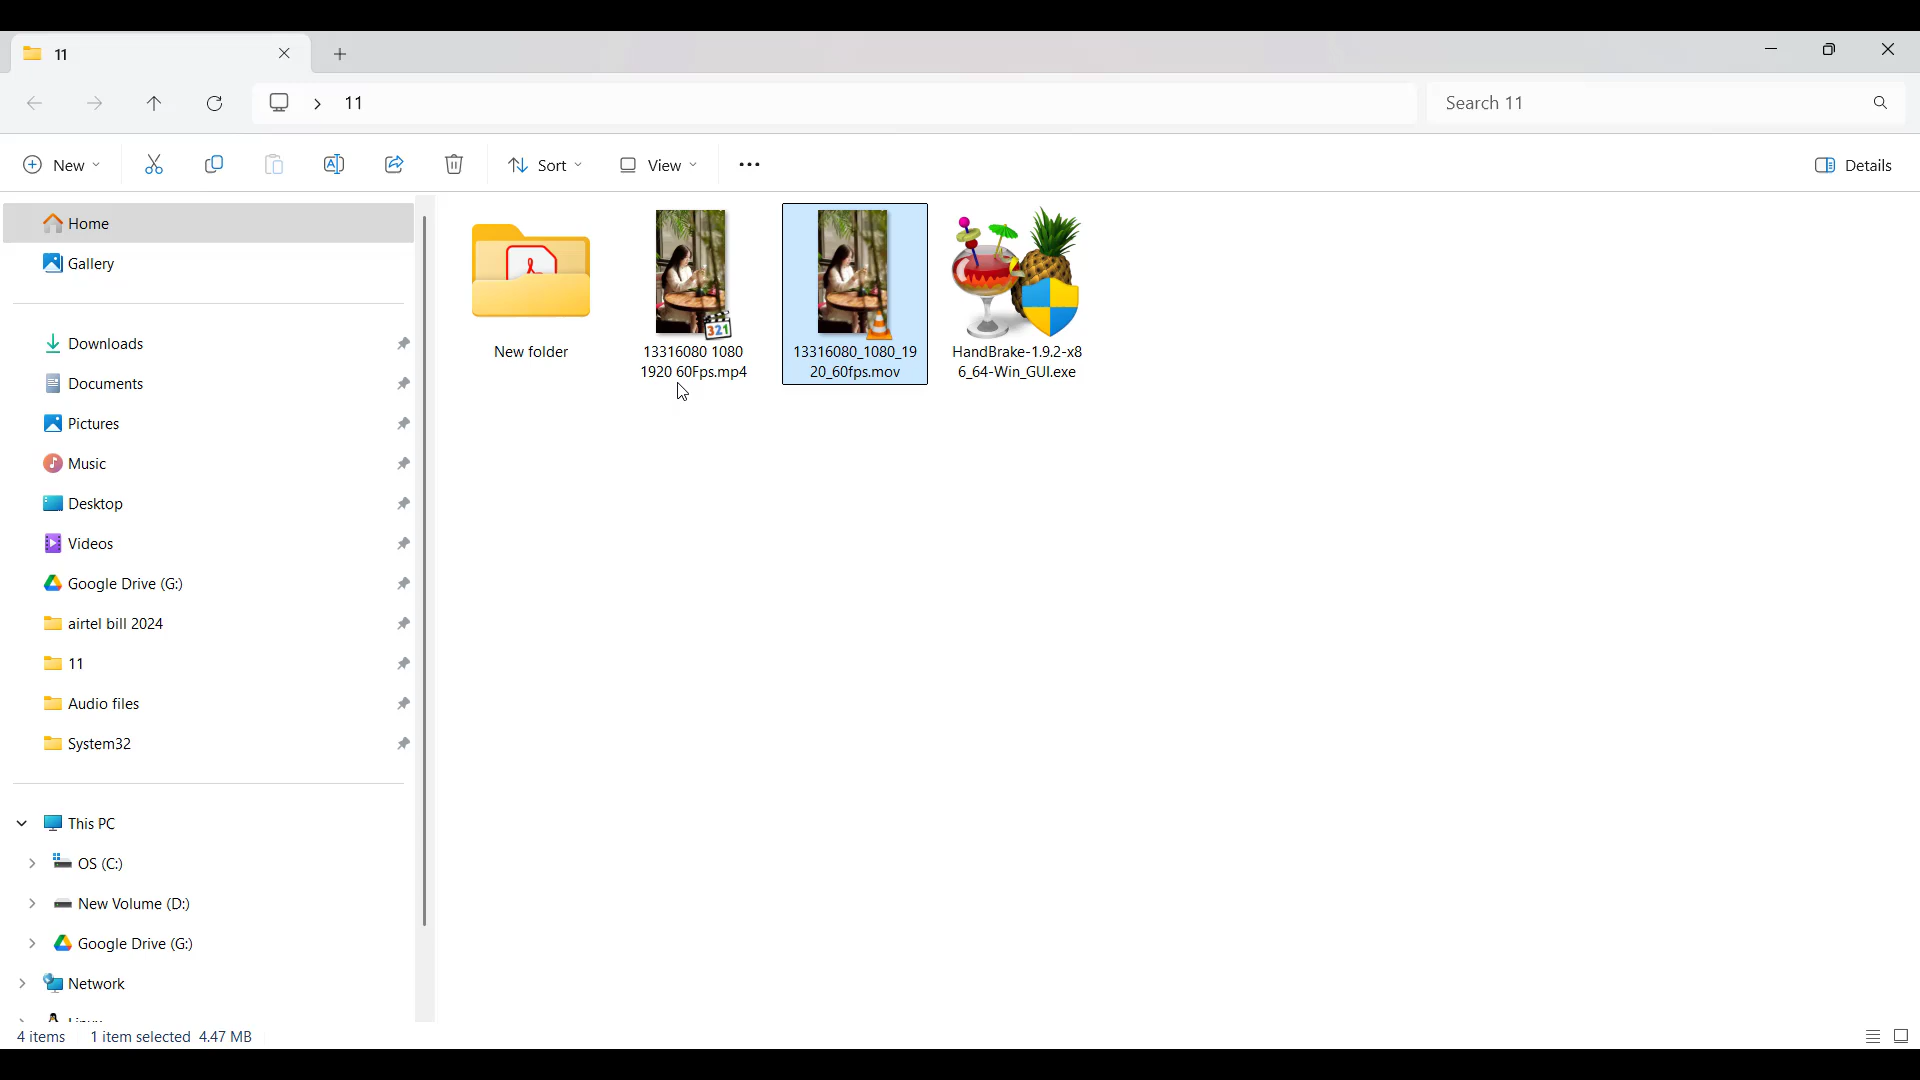 11
11
Search 11
New
Sort
View
Details
Home
Gallery
Downloads
Documents
Pictures
Music
Desktop
Videos
Google Drive (G:)
airtel bill 2024
11
Audio files
System32
This PC
OS (C:)
New Volume (D:)
Google Drive (G:)
Network
New folder
321
13316080 1080
1920 60Fps.mp4
13316080_1080_19
20_60fps.mov
HandBrake-1.9.2-x8
6_64-Win_GUI.exe
4 items 1 item selected 4.47 MB